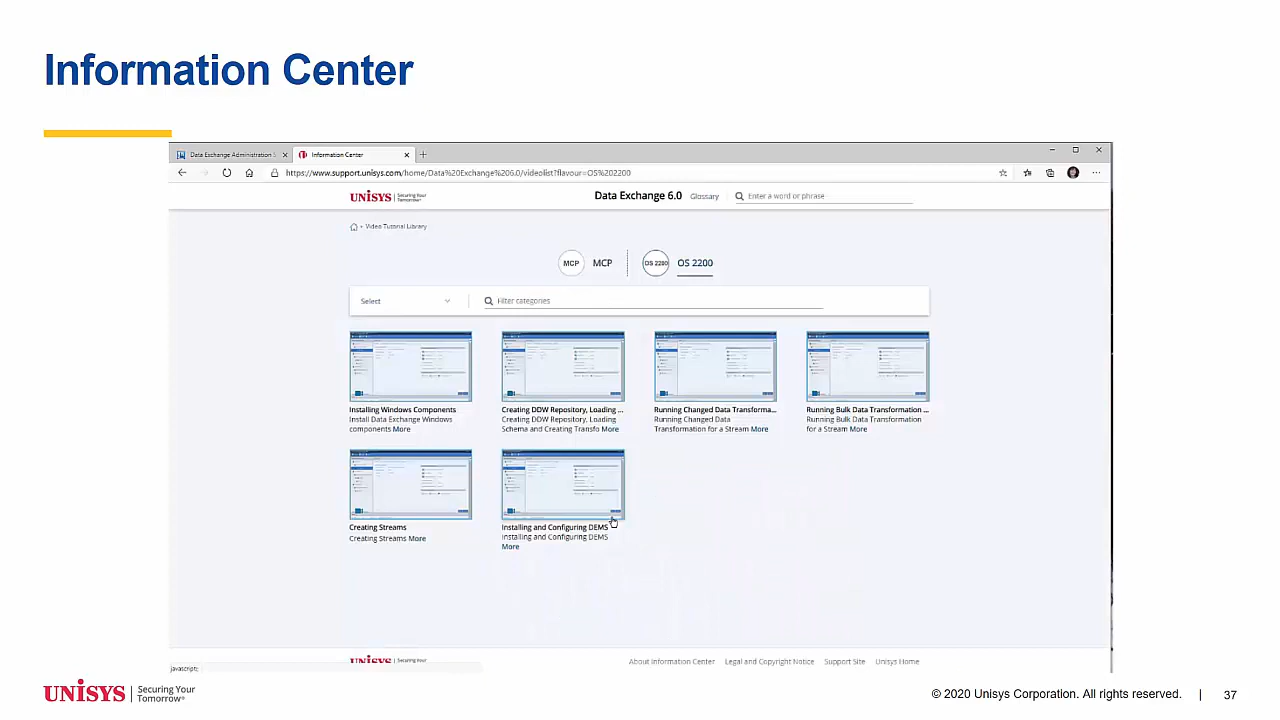 Information Center
Data Exchange Administration
Information Center
https://www.support.unisys.com/home/Data%20Exchange%206.0/videolist?flavour=OS%202200
UNISYS | Securing Your Tomorrow®
Data Exchange 6.0 Glossary Enter a word or phrase
Video Tutorial Library
MCP MCP OS 2200 OS 2200
Select Filter categories
Installing Windows Components
Install Data Exchange Windows
components More
Creating DDW Repository, Loading ...
Creating DDW Repository, Loading
Schema and Creating Transfo More
Running Changed Data Transforma...
Running Changed Data
Transformation for a Stream More
Running Bulk Data Transformation ...
Running Bulk Data Transformation
for a Stream More
Creating Streams
Creating Streams More
Installing and Configuring DEMS
Installing and Configuring DEMS
More
UNISYS | Securing Your
About Information Center Legal and Copyright Notice Support Site Unisys Home
javascript:
UNISYS | Securing Your
Tomorrow®
© 2020 Unisys Corporation. All rights reserved. | 37